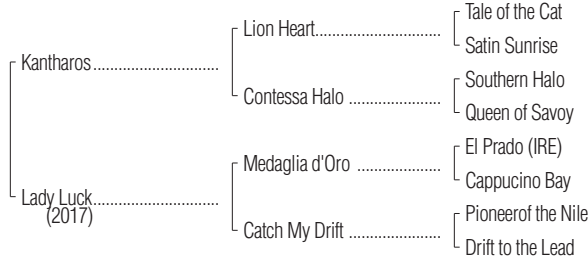 Tale of the Cat
Lion Heart
Satin Sunrise
Kantharos
Southern Halo
Contessa Halo
Queen of Savoy
El Prado (IRE)
Medaglia d'Oro
Cappucino Bay
Lady Luck
(2017)
Pioneerof the Nile
Catch My Drift
Drift to the Lead